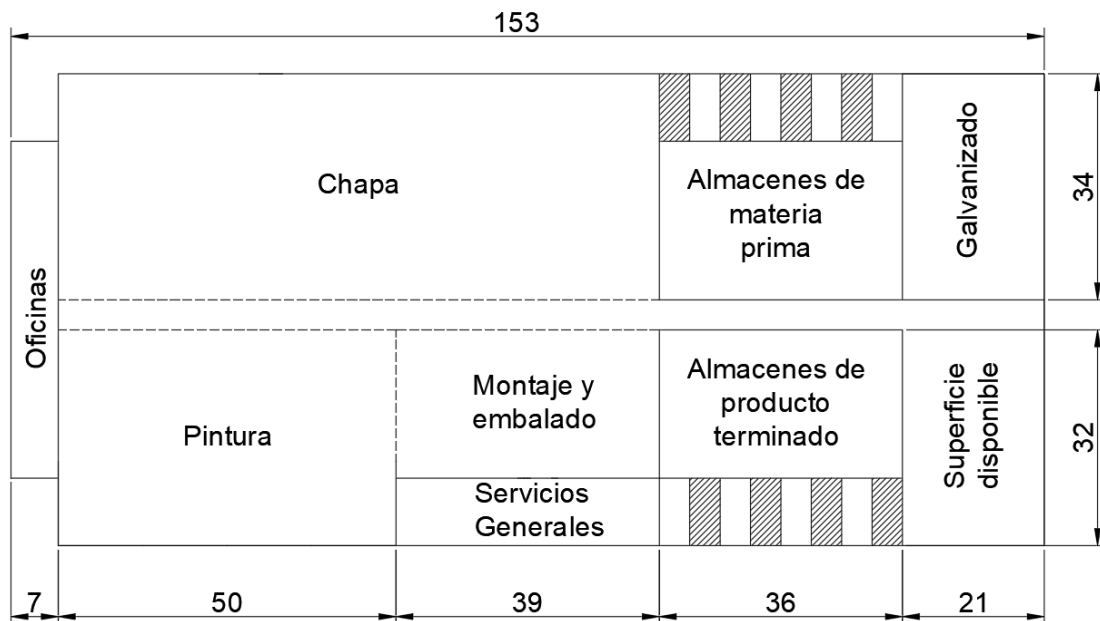 153
Chapa
Almacenes de
materia
prima
Galvanizado
34
Oficinas
Pintura
Montaje y
embalado
Servicios
Generales
Almacenes de
producto
terminado
Superficie
disponible
32
7
50
39
36
21